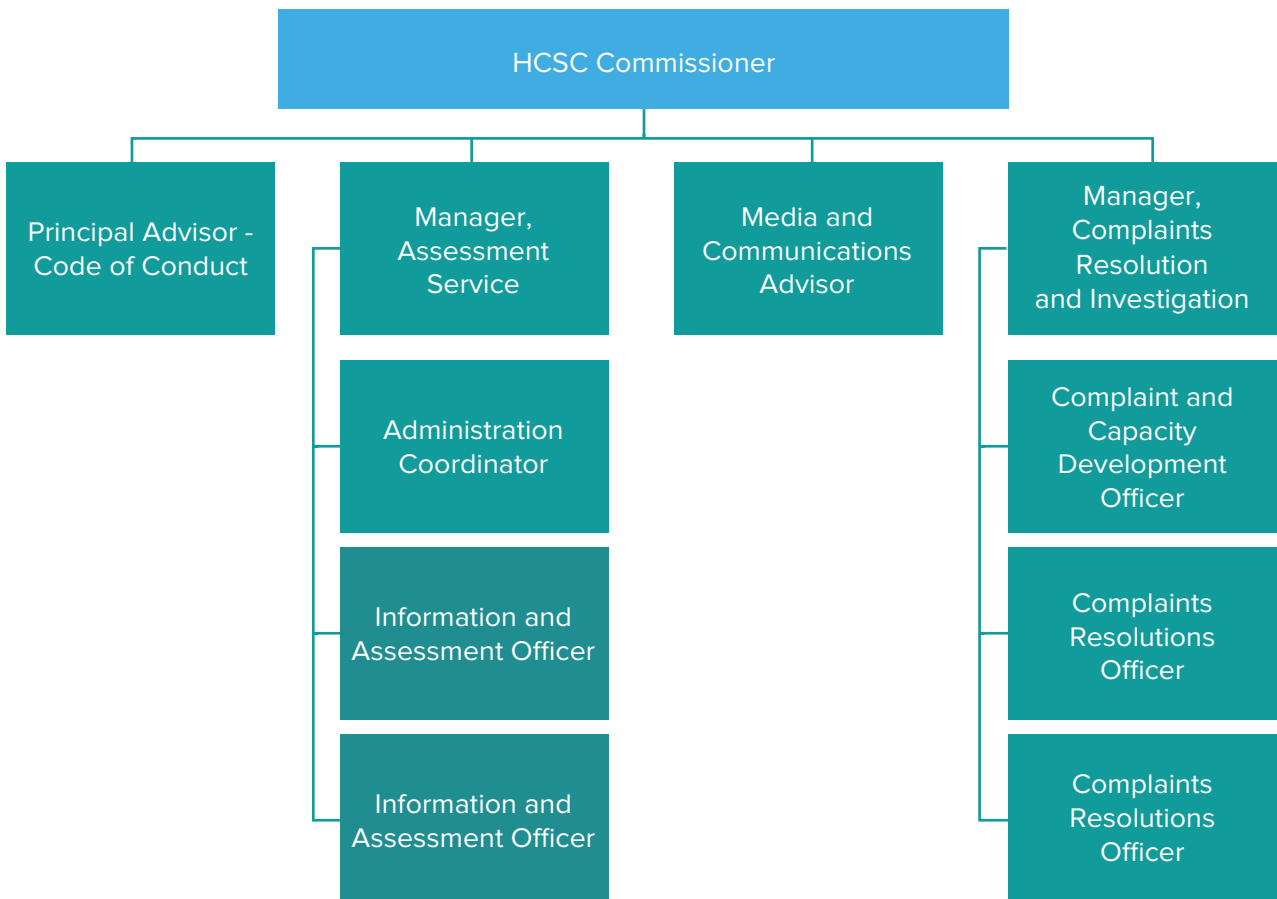 HCSC Commissioner
Principal Advisor -
Code of Conduct
Manager,
Assessment
Service
Media and
Communications
Advisor
Manager,
Complaints
Resolution
and Investigation
Administration
Coordinator
Complaint and
Capacity
Development
Officer
Information and
Assessment Officer
Complaints
Resolutions
Officer
Information and
Assessment Officer
Complaints
Resolutions
Officer